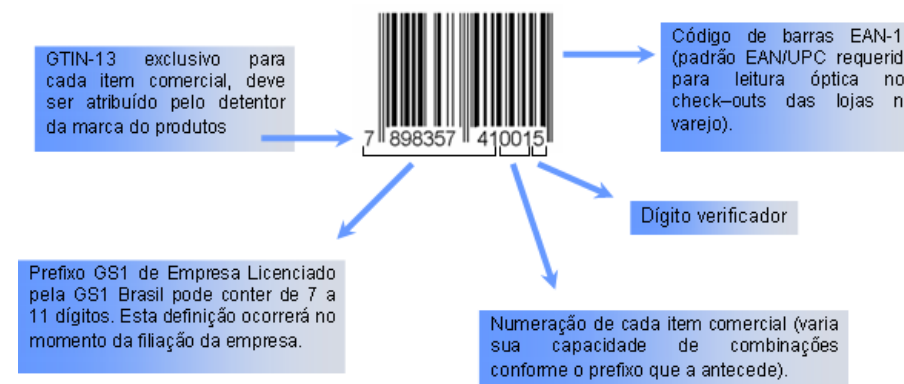 GTIN-13 exclusivo para
cada item comercial, deve
ser atribuído pelo detentor
da marca do produtos
Código de barras EAN-1
(padrão EAN/UPC requerid
para leitura óptica no
check–outs das lojas n
varejo).
7 898357 410015
Dígito verificador
Prefixo GS1 de Empresa Licenciado
pela GS1 Brasil pode conter de 7 a
11 dígitos. Esta definição ocorrerá no
momento da filiação da empresa.
Numeração de cada item comercial (varia
sua capacidade de combinações
conforme o prefixo que a antecede).